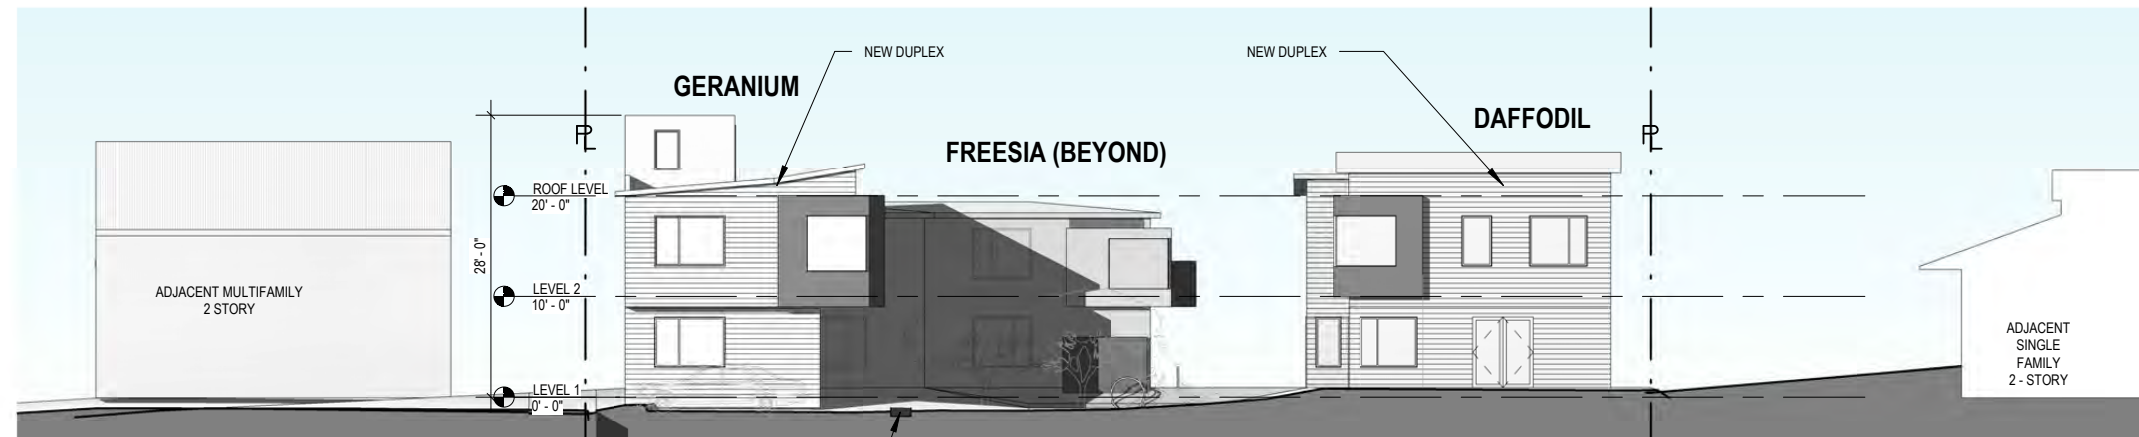 NEW DUPLEX
NEW DUPLEX
GERANIUM
DAFFODIL
PL
PL
FREESIA (BEYOND)
ROOF LEVEL
20' - 0"
28' - 0"
LEVEL 2
10' - 0"
ADJACENT MULTIFAMILY
2 STORY
ADJACENT
SINGLE
FAMILY
2 - STORY
LEVEL 1
0' - 0"